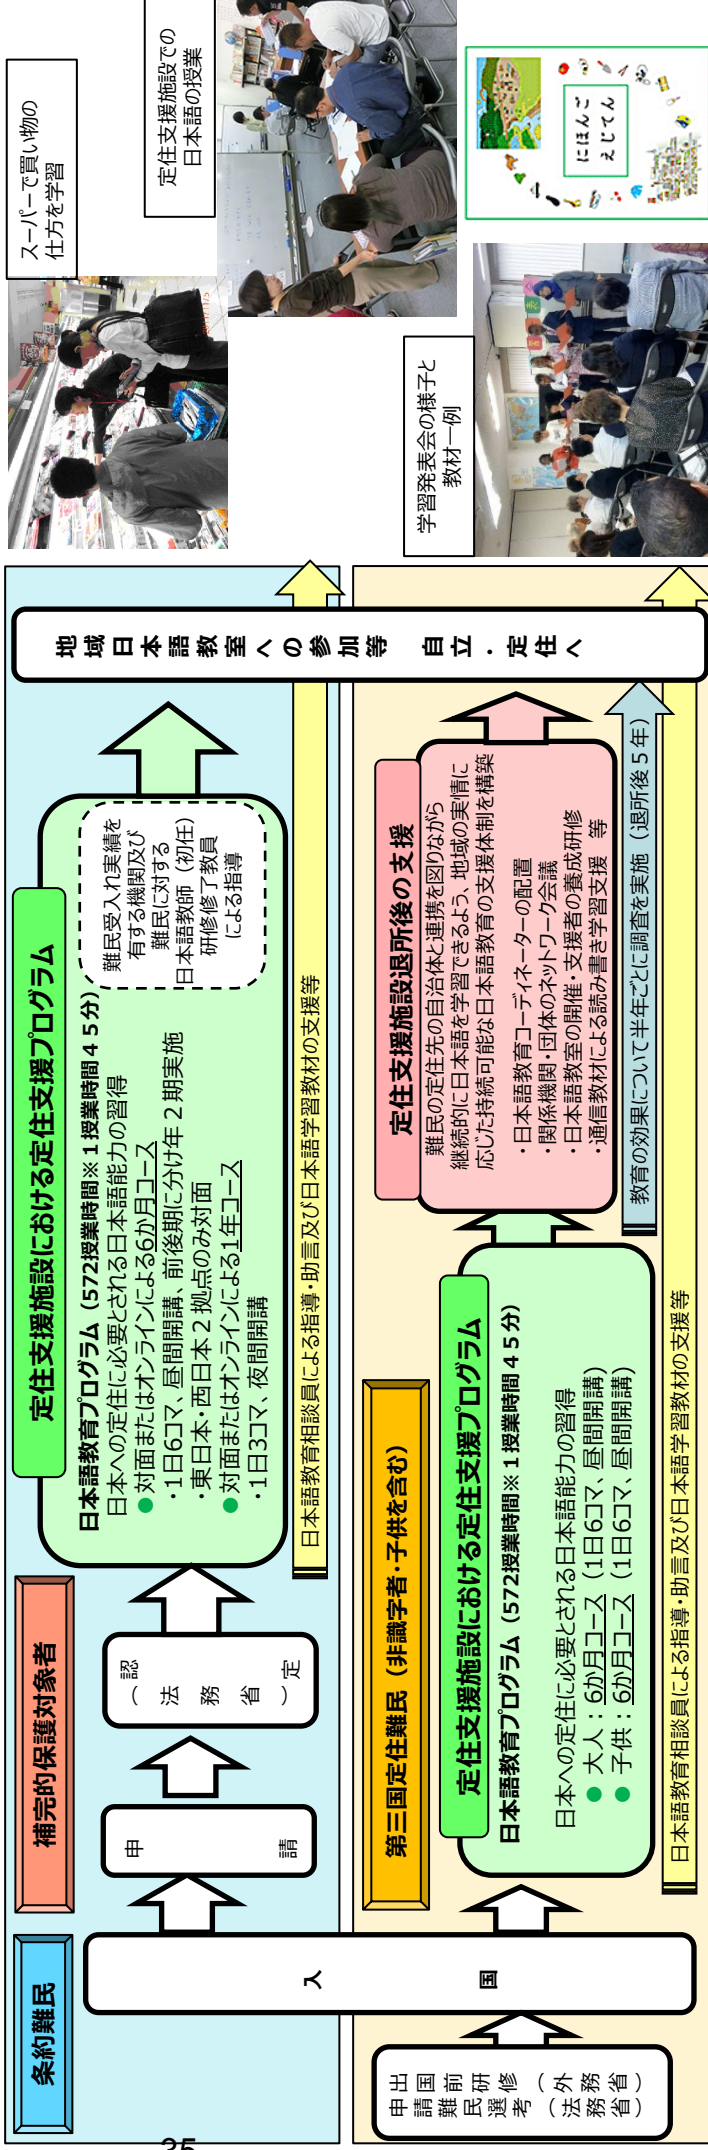 条約難民
補完的保護対象者
入国
申請
認定
（法務省）
定住支援施設における定住支援プログラム
日本語教育プログラム（572授業時間※１授業時間４５分）
日本への定住に必要とされる日本語能力の習得
● 対面またはオンラインによる6か月コース
・1日6コマ、昼間開講、前後期に分け年２期実施
・東日本・西日本２拠点のみ対面
● 対面またはオンラインによる1年コース
・1日3コマ、夜間開講
難民受入れ実績を
有する機関及び
難民に対する
日本語教師（初任）
研修修了教員
による指導
日本語教育相談員による指導・助言及び日本語学習教材の支援等
地域日本語教室への参加等　自立・定住へ
第三国定住難民（非識字者・子供を含む）
申請難民選考（法務省）
出国前研修（外務省）
定住支援施設における定住支援プログラム
日本語教育プログラム（572授業時間※１授業時間４５分）
日本への定住に必要とされる日本語能力の習得
● 大人：6か月コース（1日6コマ、昼間開講）
● 子供：6か月コース（1日6コマ、昼間開講）
定住支援施設退所後の支援
難民の定住先の自治体と連携を図りながら
継続的に日本語を学習できるよう、地域の実情に
応じた持続可能な日本語教育の支援体制を構築
・日本語教育コーディネーターの配置
・関係機関・団体のネットワーク会議
・日本語教室の開催・支援者の養成研修
・通信教材による読み書き学習支援　等
教育の効果について半年ごとに調査を実施（退所後５年）
日本語教育相談員による指導・助言及び日本語学習教材の支援等
スーパーで買い物の
仕方を学習
定住支援施設での
日本語の授業
学習発表会の様子と
教材一例
にほんご
えじてん